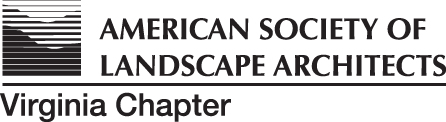 AMERICAN SOCIETY OF
LANDSCAPE ARCHITECTS
Virginia Chapter